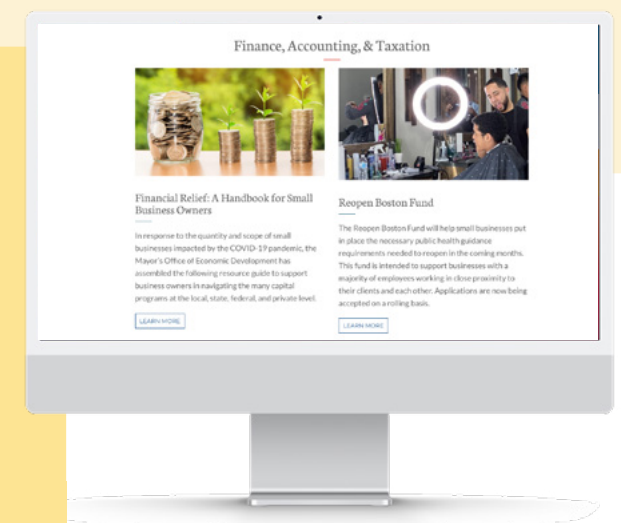 Finance, Accounting, & Taxation
Financial Relief: A Handbook for Small
Business Owners
In response to the quantity and scope of small
businesses impacted by the COVID-19 pandemic, the
Mayor's Office of Economic Development has
assembled the following resource guide to support
business owners in navigating the many capital
programs at the local, state, federal, and private level.
LEARN MORE
Reopen Boston Fund
The Reopen Boston Fund will help small businesses put
in place the necessary public health guidance
requirements needed to reopen in the coming months.
This fund is intended to support businesses with a
majority of employees working in close proximity to
their clients and each other. Applications are now being
accepted on a rolling basis.
LEARN MORE